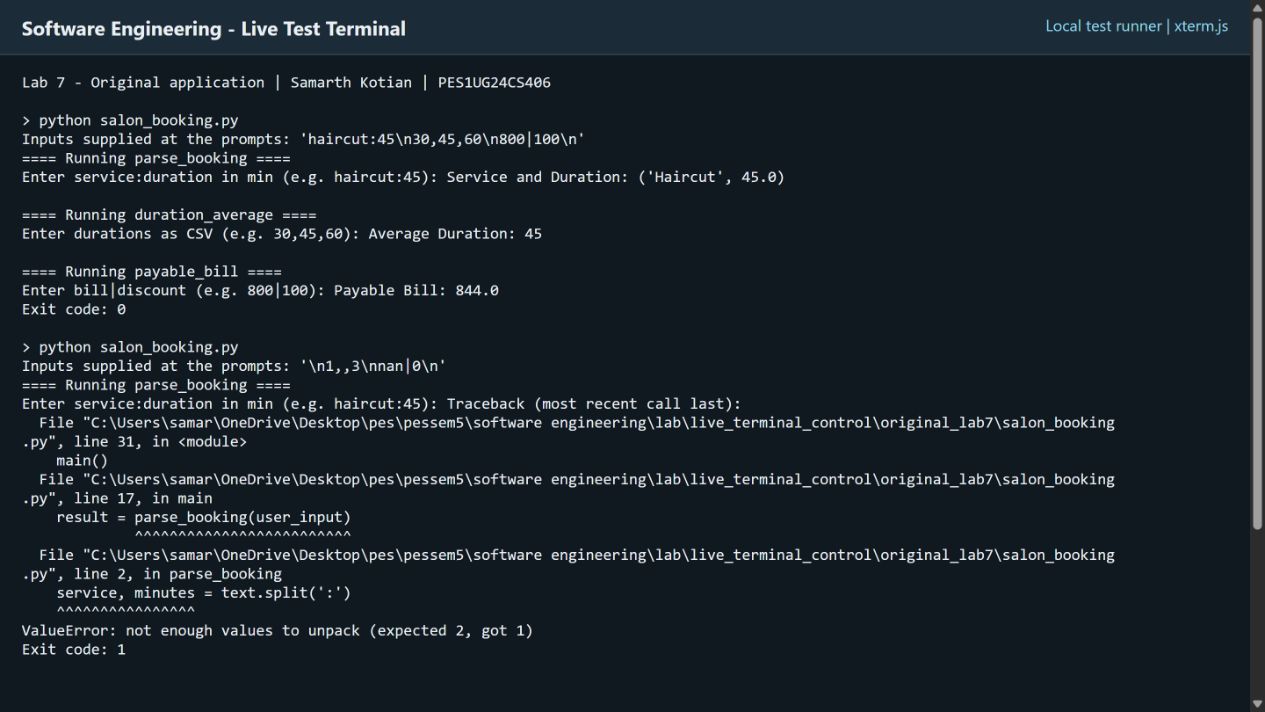 Software Engineering - Live Test Terminal
Local test runner | xterm.js
Lab 7 - Original application | Samarth Kotian | PES1UG24CS406
> python salon_booking.py
Inputs supplied at the prompts: 'haircut:45\n30,45,60\n800|100\n'
==== Running parse_booking ====
Enter service:duration in min (e.g. haircut:45): Service and Duration: ('Haircut', 45.0)
==== Running duration_average ====
Enter durations as CSV (e.g. 30,45,60): Average Duration: 45
==== Running payable_bill ====
Enter bill|discount (e.g. 800|100): Payable Bill: 844.0
Exit code: 0
> python salon_booking.py
Inputs supplied at the prompts: '\n1,,3\nnan|0\n'
==== Running parse_booking ====
Enter service:duration in min (e.g. haircut:45): Traceback (most recent call last):
  File "C:\Users\samar\OneDrive\Desktop\pes\pessem5\software engineering\lab\live_terminal_control\original_lab7\salon_booking
.py", line 31, in <module>
    main()
  File "C:\Users\samar\OneDrive\Desktop\pes\pessem5\software engineering\lab\live_terminal_control\original_lab7\salon_booking
.py", line 17, in main
    result = parse_booking(user_input)
             ^^^^^^^^^^^^^^^^^^^^^^^^^
  File "C:\Users\samar\OneDrive\Desktop\pes\pessem5\software engineering\lab\live_terminal_control\original_lab7\salon_booking
.py", line 2, in parse_booking
    service, minutes = text.split(':')
    ^^^^^^^^^^^^^^^^
ValueError: not enough values to unpack (expected 2, got 1)
Exit code: 1